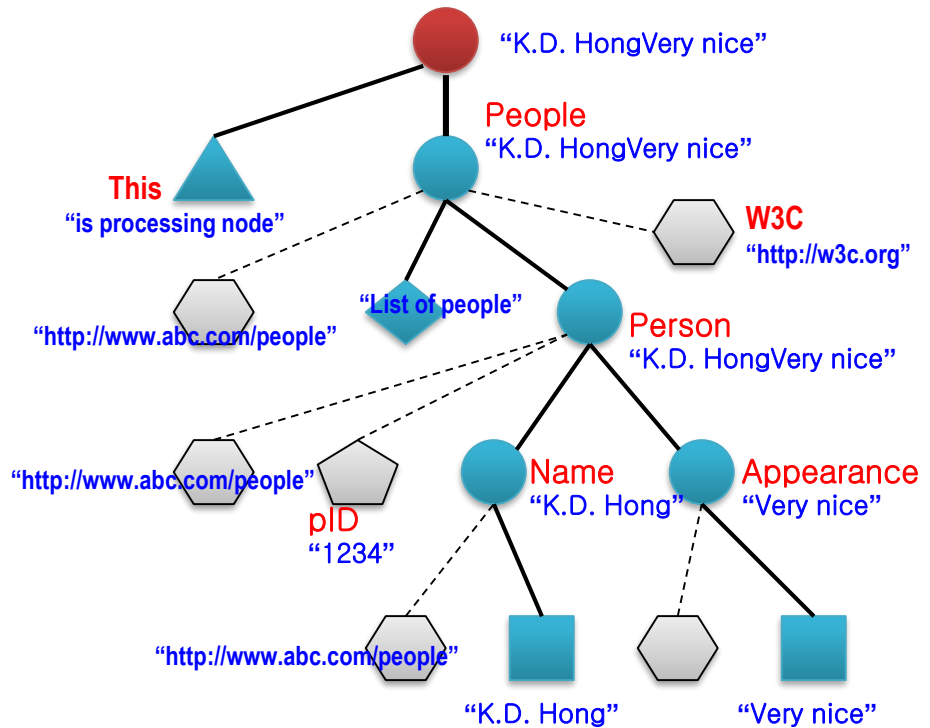 “K.D. HongVery nice”
People
“K.D. HongVery nice”
This
“is processing node”
W3C
“http://w3c.org”
“http://www.abc.com/people”
“List of people”
Person
“K.D. HongVery nice”
“http://www.abc.com/people”
pID
“1234”
Name
“K.D. Hong”
Appearance
“Very nice”
“http://www.abc.com/people”
“K.D. Hong”
“Very nice”